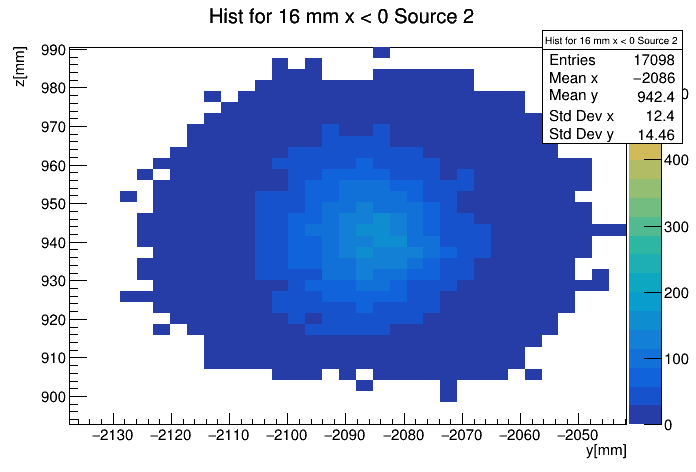 Hist for 16 mm x < 0 Source 2
z[mm]
990
980
970
960
950
940
930
920
910
900
−2130 −2120 −2110 −2100 −2090 −2080 −2070 −2060 −2050
y[mm]
Hist for 16 mm x < 0 Source 2
Entries 17098
Mean x −2086
Mean y 942.4
Std Dev x 12.4
Std Dev y 14.46
0
400
300
200
100
0